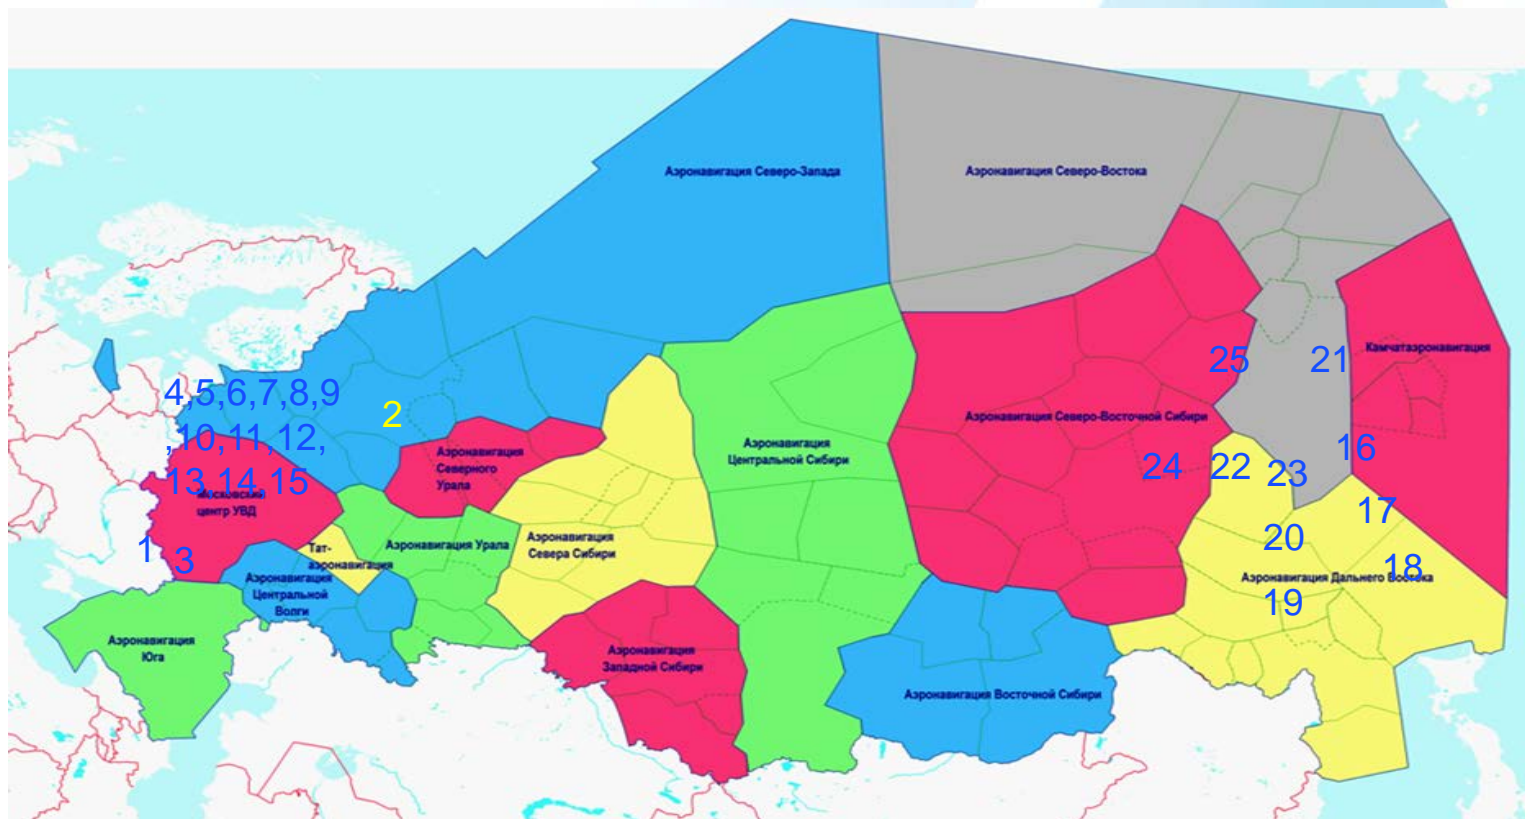 Аэронавигация Северо-Запада
Аэронавигация Северо-Востока
Камчатаэронавигация
25
21
4,5,6,7,8,9
,10,11,12,
13,14,15
2
Аэронавигация Северо-Восточной Сибири
Аэронавигация
Северного
Урала
Аэронавигация
Центральной Сибири
16
24
22
23
Московский
центр УВД
17
1
3
Тат-
аэронавигация
Аэронавигация Урала
Аэронавигация
Севера Сибири
20
18
Аэронавигация Дальнего Востока
19
Аэронавигация
Центральной
Волги
Аэронавигация
Юга
Аэронавигация
Западной Сибири
Аэронавигация Восточной Сибири